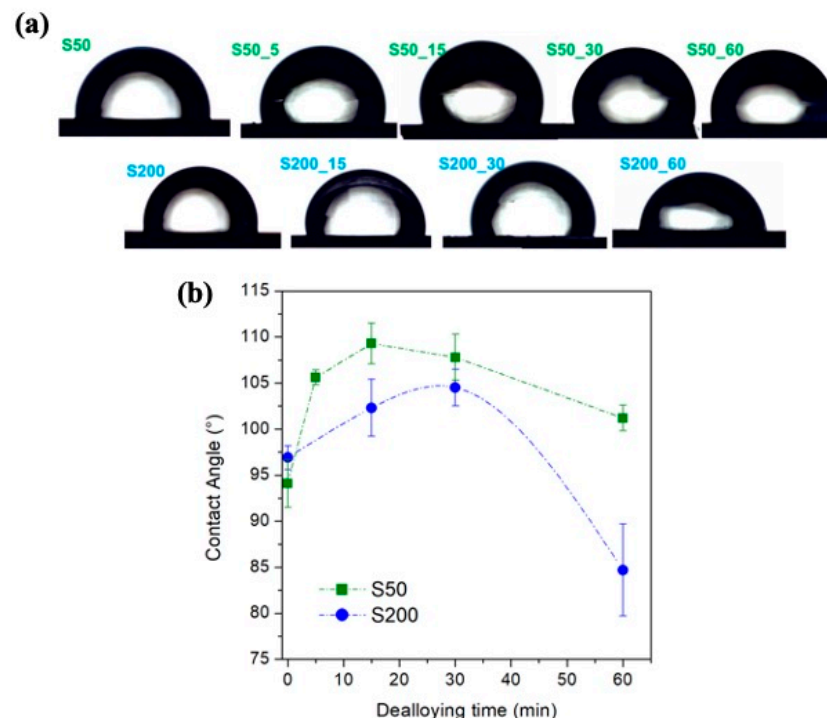 (a)
S50 S50_5 S50_15 S50_30 S50_60
S200 S200_15 S200_30 S200_60
(b)
115
110
105
100
95
90
85
80
75
Contact Angle (°)
S50
S200
0 10 20 30 40 50 60
Dealloying time (min)